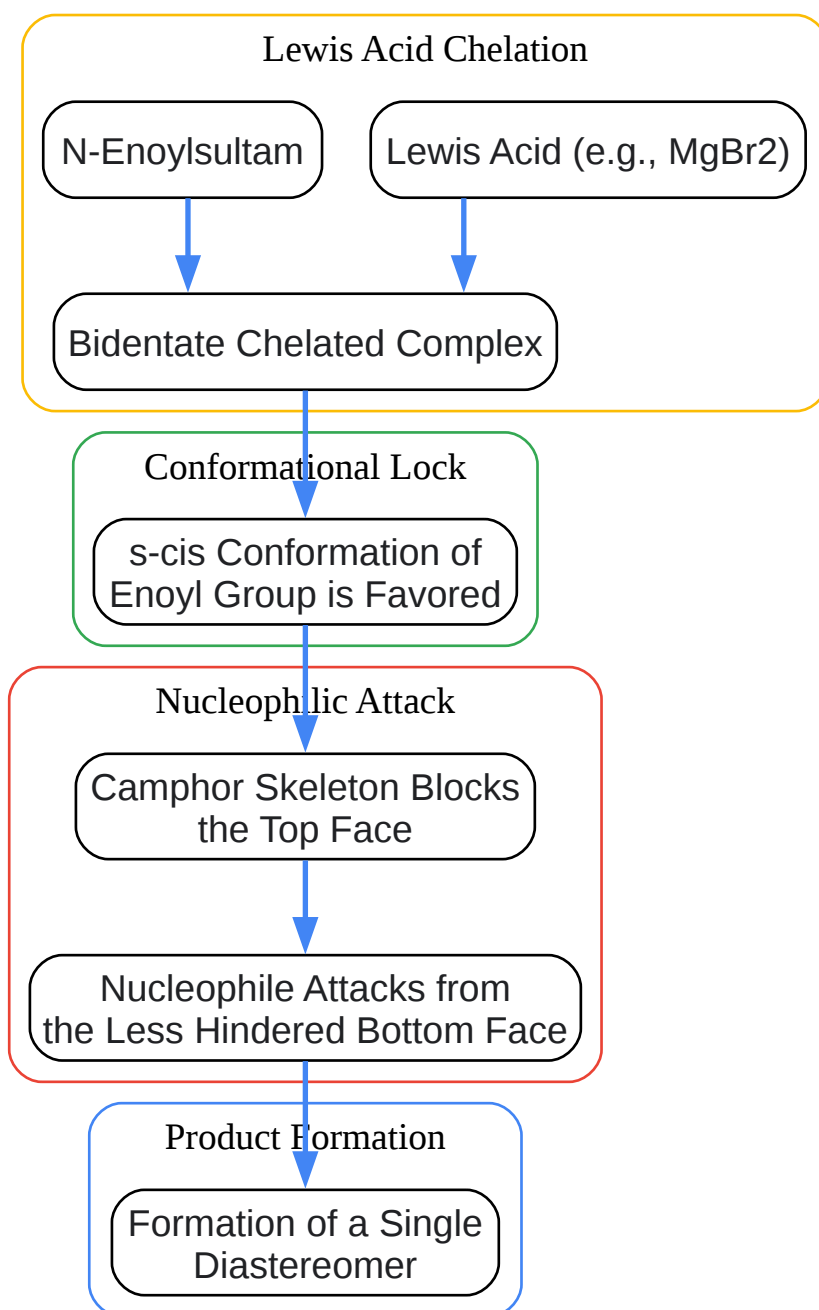 Lewis Acid Chelation
N-Enoylsultam
Lewis Acid (e.g., MgBr2)
Bidentate Chelated Complex
Conformational Lock
s-cis Conformation of
Enoyl Group is Favored
Nucleophilic Attack
Camphor Skeleton Blocks
the Top Face
Nucleophile Attacks from
the Less Hindered Bottom Face
Product Formation
Formation of a Single
Diastereomer